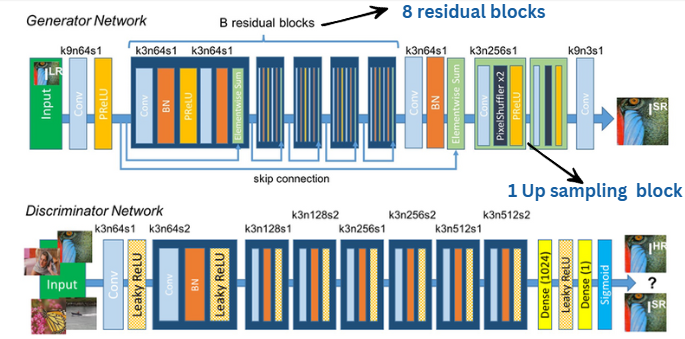 Generator Network
B residual blocks
8 residual blocks
k9n64s1
k3n64s1
k3n64s1
k3n64s1
k3n256s1
k9n3s1
Input
I LR
Conv
PReLU
Conv
BN
PReLU
Elementwise Sum
Conv
BN
Elementwise Sum
Conv
PixelShuffler x2
PReLU
Conv
I SR
skip connection
1 Up sampling block
Discriminator Network
k3n64s1
k3n64s2
k3n128s1
k3n128s2
k3n256s1
k3n256s2
k3n512s1
k3n512s2
Input
Conv
Leaky ReLU
Conv
BN
Leaky ReLU
Dense (1024)
Leaky ReLU
Dense (1)
Sigmoid
I HR
?
I SR